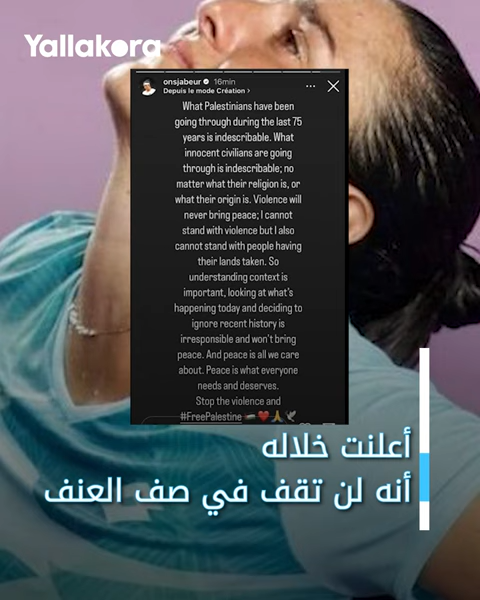 Yallakora
onsjabeur 16min
Depuis le mode Création >
What Palestinians have been
going through during the last 75
years is indescribable. What
innocent civilians are going
through is indescribable; no
matter what their religion is, or
what their origin is. Violence will
never bring peace; I cannot
stand with violence but I also
cannot stand with people having
their lands taken. So
understanding context is
important, looking at what's
happening today and deciding to
ignore recent history is
irresponsible and won't bring
peace. And peace is all we care
about. Peace is what everyone
needs and deserves.
Stop the violence and
#FreePalestine 🇵🇸❤️🙏🕊️
أعلنت خلاله
أنه لن تقف في صف العنف